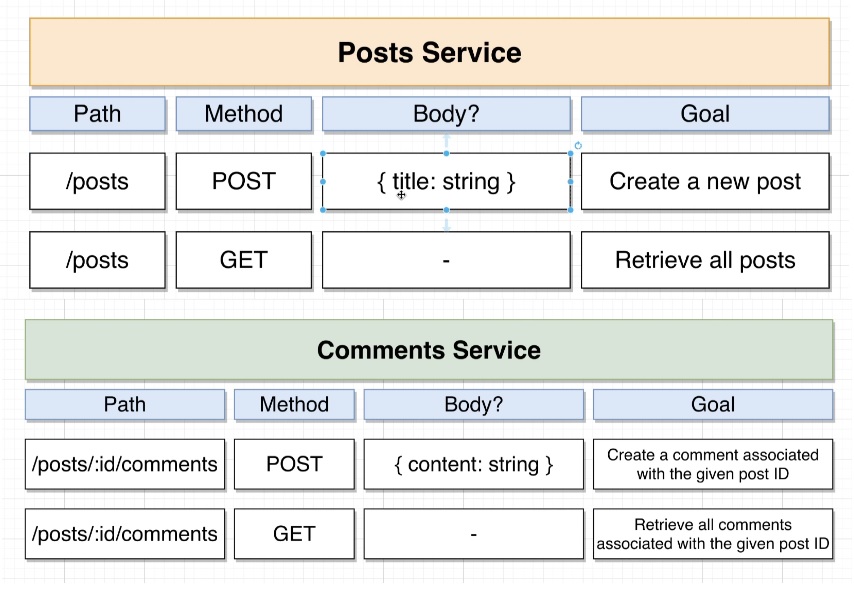 Posts Service
Path Method Body? Goal
/posts POST { title: string } Create a new post
/posts GET - Retrieve all posts
Comments Service
Path Method Body? Goal
/posts/:id/comments POST { content: string } Create a comment associated
with the given post ID
/posts/:id/comments GET - Retrieve all comments
associated with the given post ID